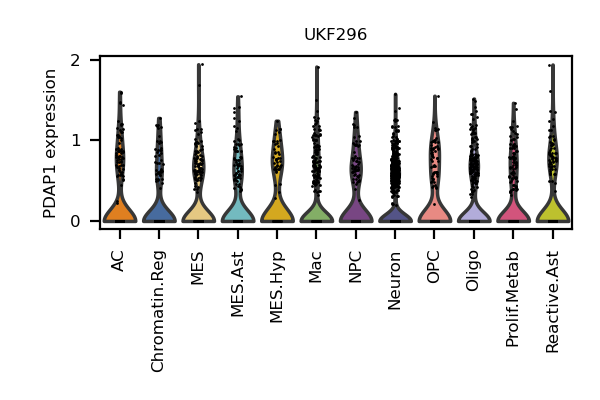 UKF296
PDAP1 expression
2
1
0
AC
Chromatin.Reg
MES
MES.Ast
MES.Hyp
Mac
NPC
Neuron
OPC
Oligo
Prolif.Metab
Reactive.Ast